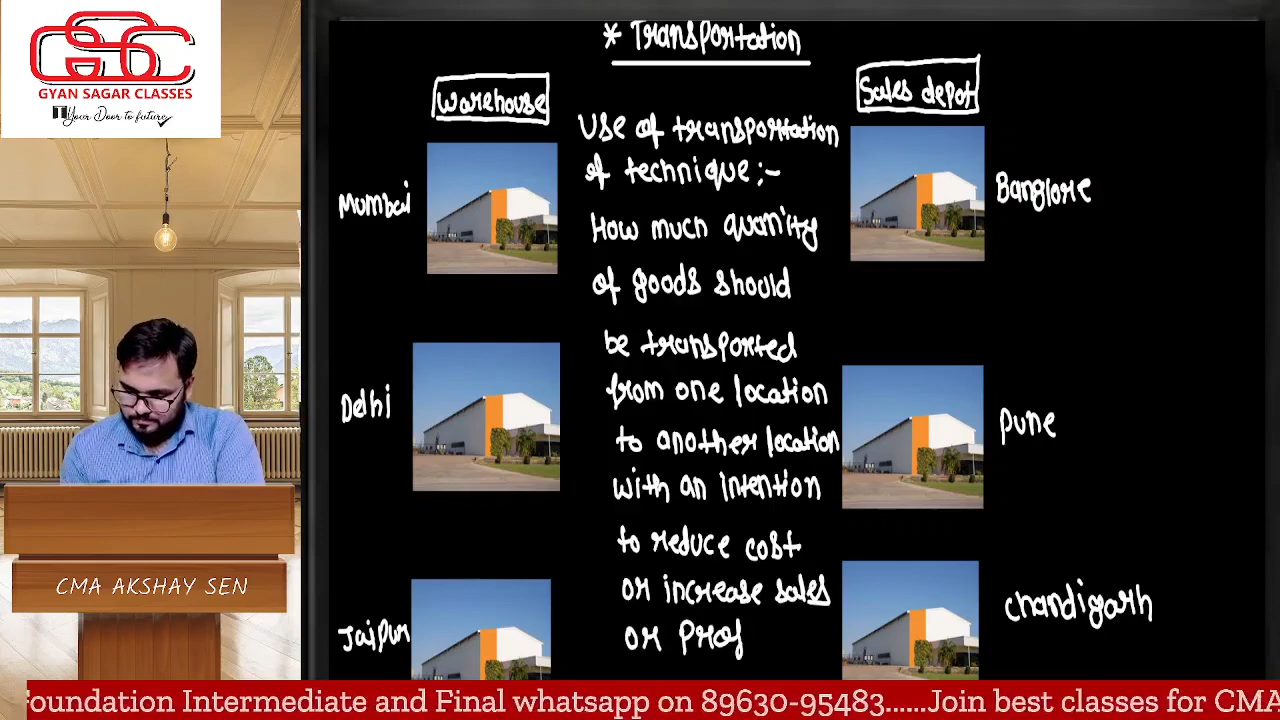 GSC
GYAN SAGAR CLASSES
Your Door to future
CMA AKSHAY SEN
* Transportation
Warehouse
Sales depot
Use of transportation
of technique :-
How much quantity
of goods should
be transported
from one location
to another location
with an intention
to reduce cost
or increase sales
or Prof
Mumbai
Delhi
Jaipur
Banglore
Pune
Chandigarh
Foundation Intermediate and Final whatsapp on 89630-95483......Join best classes for CMA